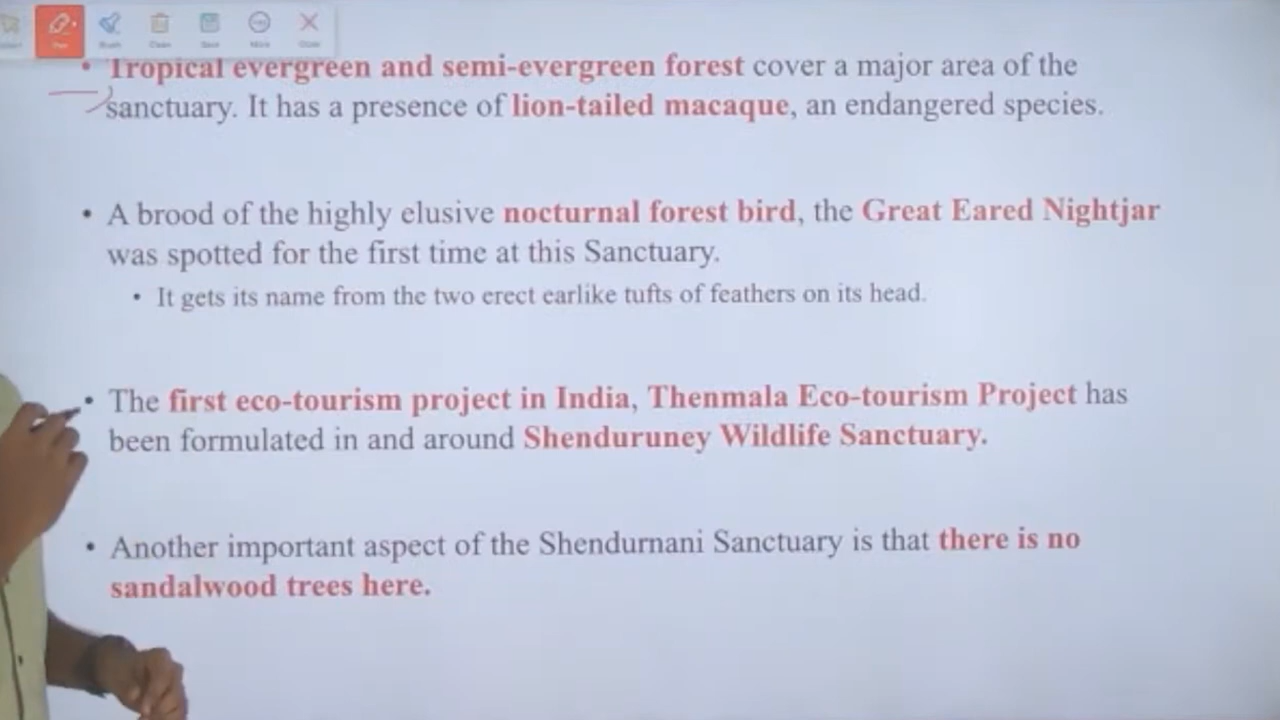 Pen
Close
• Tropical evergreen and semi-evergreen forest cover a major area of the
sanctuary. It has a presence of lion-tailed macaque, an endangered species.
• A brood of the highly elusive nocturnal forest bird, the Great Eared Nightjar
was spotted for the first time at this Sanctuary.
• It gets its name from the two erect earlike tufts of feathers on its head.
• The first eco-tourism project in India, Thenmala Eco-tourism Project has
been formulated in and around Shenduruney Wildlife Sanctuary.
• Another important aspect of the Shendurnani Sanctuary is that there is no
sandalwood trees here.